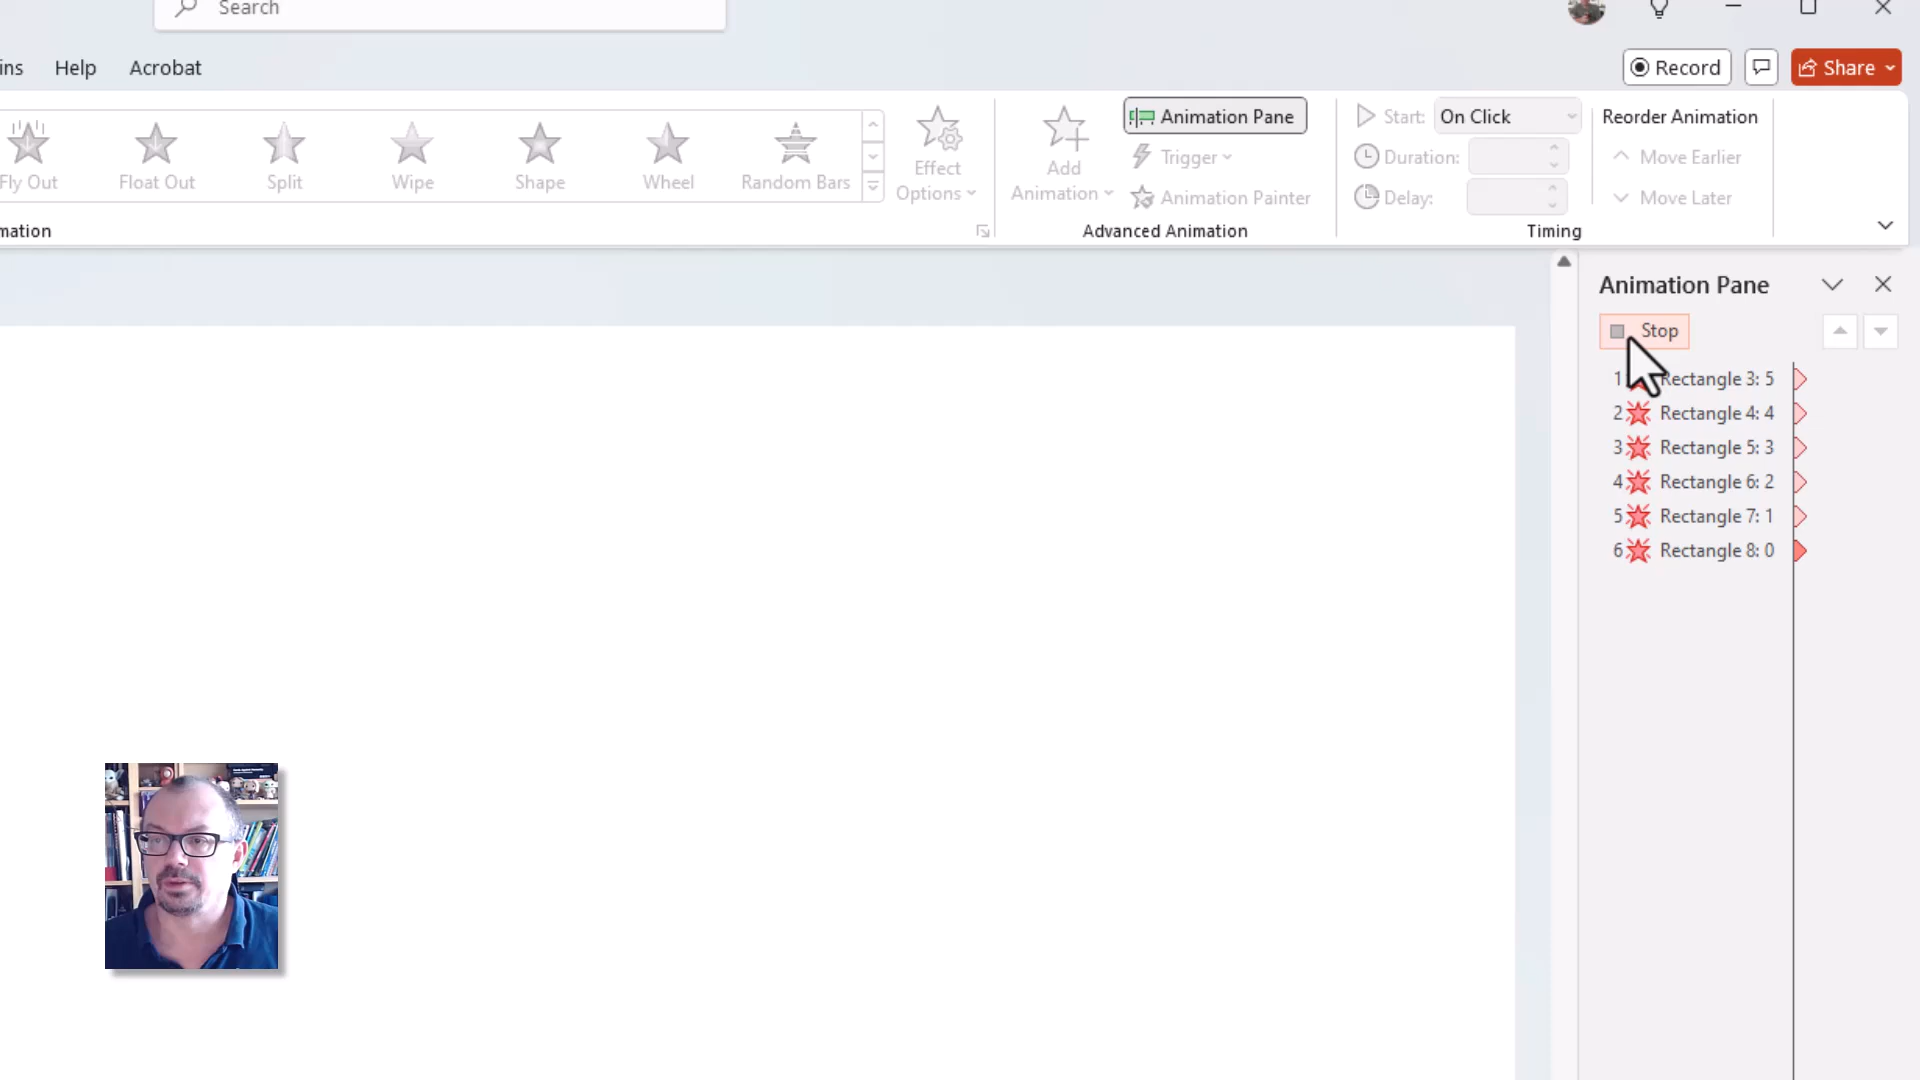 Search
ins Help Acrobat
Record
Share
Fly Out
Float Out
Split
Wipe
Shape
Wheel
Random Bars
Effect
Options
mation
Add
Animation
Animation Pane
Trigger
Animation Painter
Advanced Animation
Start: On Click
Duration:
Delay:
Timing
Reorder Animation
Move Earlier
Move Later
Animation Pane
Stop
1 Rectangle 3: 5
2 Rectangle 4: 4
3 Rectangle 5: 3
4 Rectangle 6: 2
5 Rectangle 7: 1
6 Rectangle 8: 0